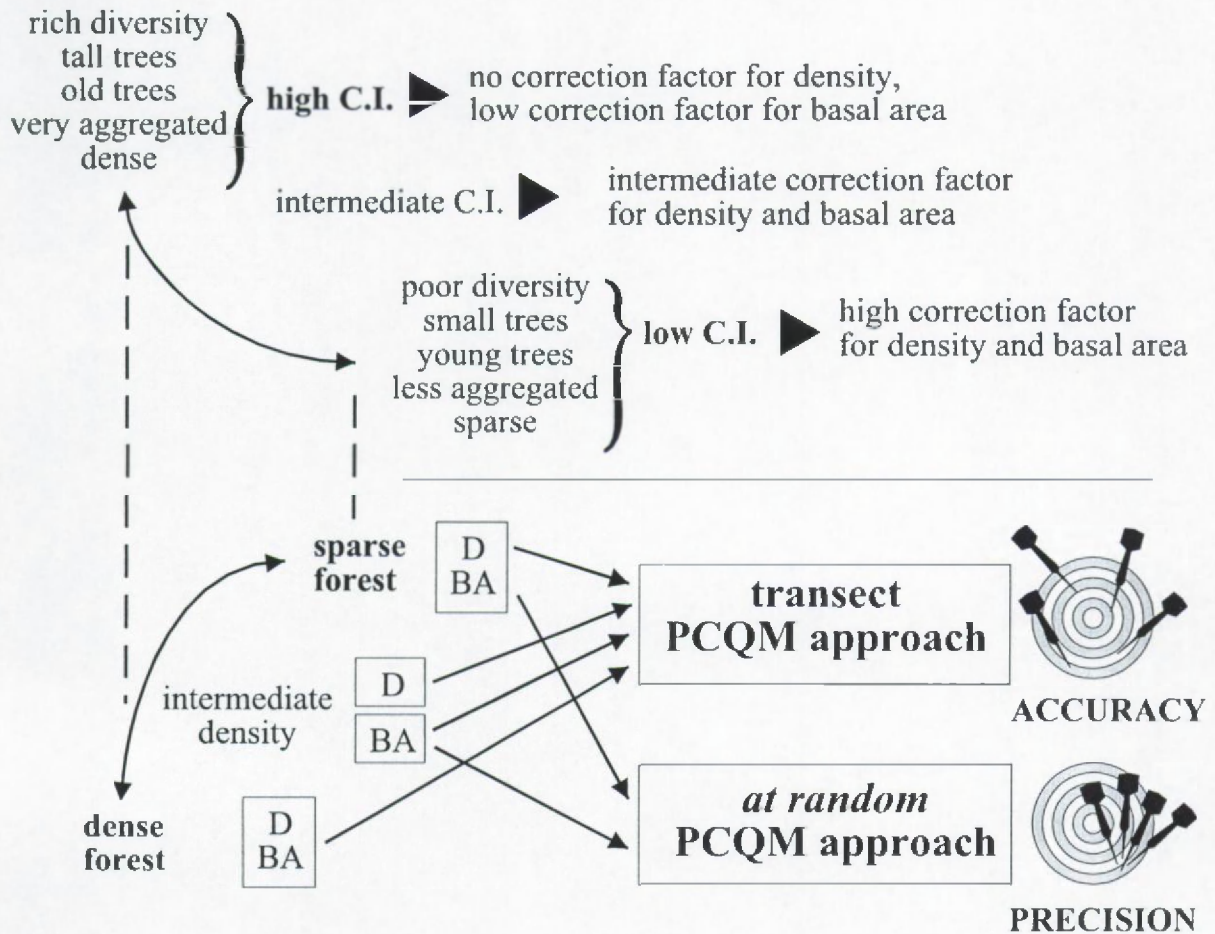 rich diversity
tall trees
old trees
very aggregated
dense
high C.I.
no correction factor for density,
low correction factor for basal area
intermediate C.I.
intermediate correction factor
for density and basal area
poor diversity
small trees
young trees
less aggregated
sparse
low C.I.
high correction factor
for density and basal area
sparse
forest
D
BA
transect
PCQM approach
ACCURACY
intermediate
density
D
BA
dense
forest
D
BA
at random
PCQM approach
PRECISION